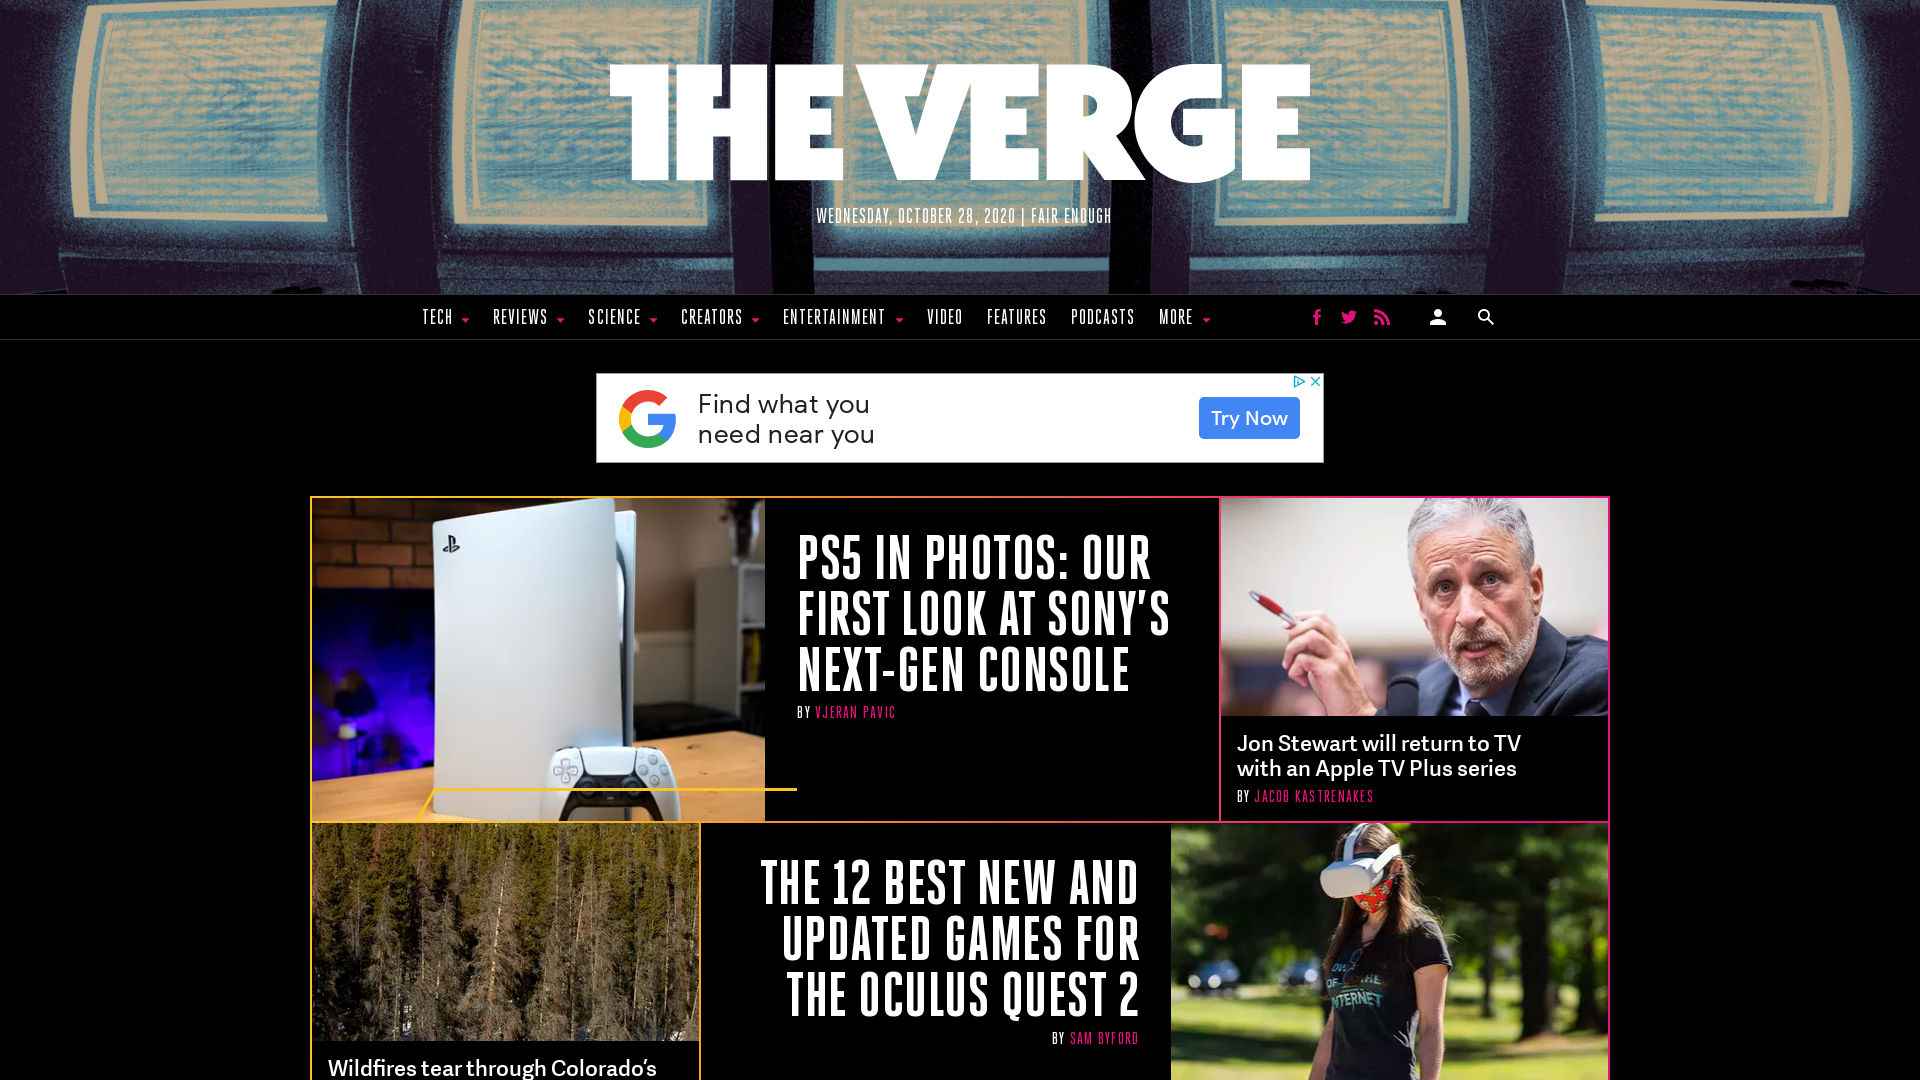 THE VERGE
WEDNESDAY, OCTOBER 28, 2020 | FAIR ENOUGH
TECH REVIEWS SCIENCE CREATORS ENTERTAINMENT VIDEO FEATURES PODCASTS MORE
Find what you
need near you
Try Now
PS5 IN PHOTOS: OUR
FIRST LOOK AT SONY'S
NEXT-GEN CONSOLE
BY VJERAN PAVIC
Jon Stewart will return to TV
with an Apple TV Plus series
BY JACOB KASTRENAKES
Wildfires tear through Colorado’s
THE 12 BEST NEW AND
UPDATED GAMES FOR
THE OCULUS QUEST 2
BY SAM BYFORD
OF THE
INTERNET